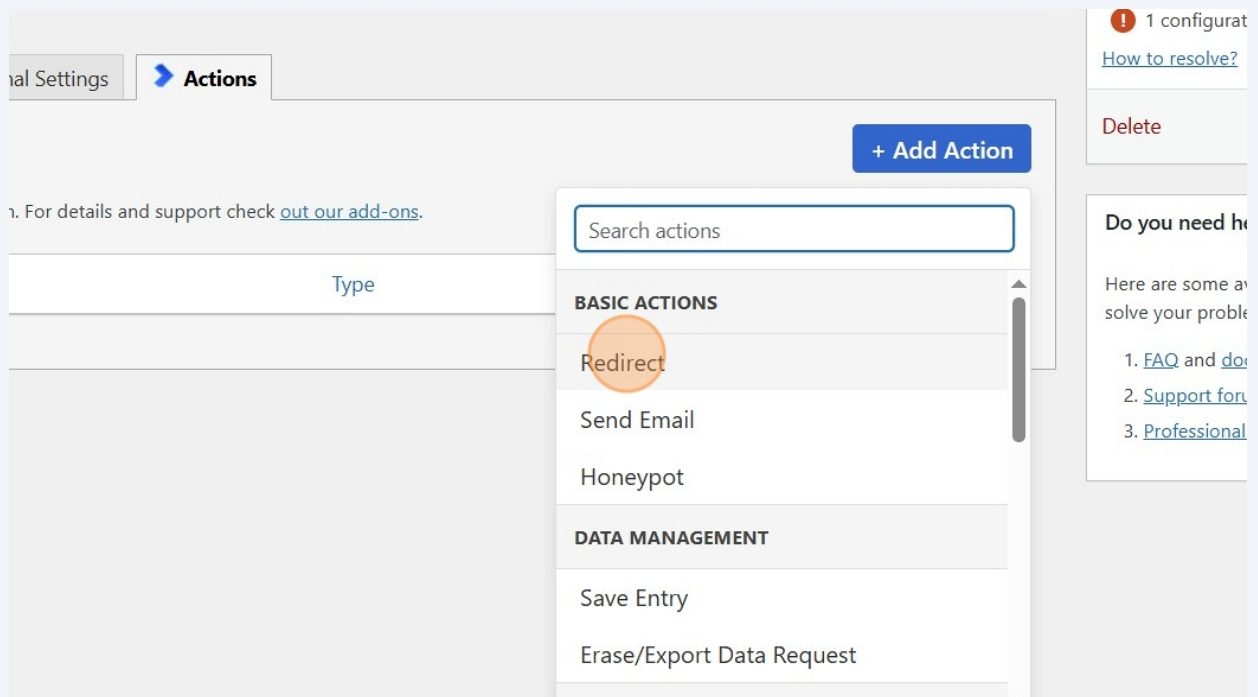 1 configurat
How to resolve?
nal Settings
Actions
Delete
+ Add Action
n. For details and support check out our add-ons.
Search actions
Do you need he
Type
BASIC ACTIONS
Here are some av
solve your proble
Redirect
1. FAQ and doc
2. Support foru
3. Professional
Send Email
Honeypot
DATA MANAGEMENT
Save Entry
Erase/Export Data Request